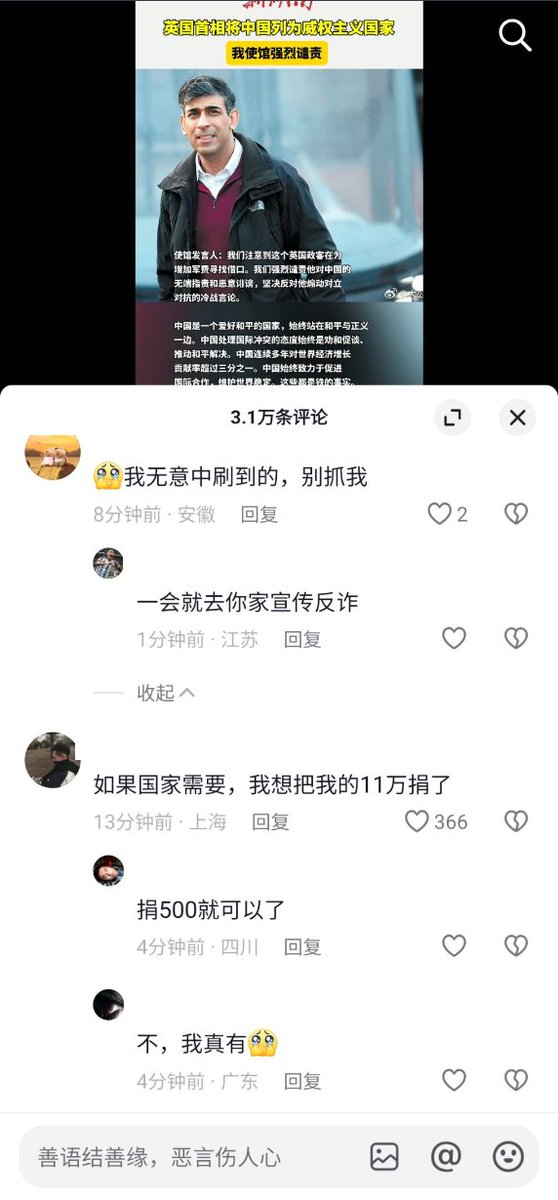 英国首相将中国列为威权主义国家
我使馆强烈谴责
使馆发言人：我们注意到这个英国政客在为
增加军费寻找借口。我们强烈谴责他对中国的
无端指责和恶意诽谤，坚决反对他煽动对立
对抗的冷战言论。
中国是一个爱好和平的国家，始终站在和平与正义
一边。中国处理国际冲突的态度始终是劝和促谈、
推动和平解决。中国连续多年对世界经济增长
贡献率超过三分之一。中国始终致力于促进
国际合作，维护世界稳定。这些都是铁的事实。
3.1万条评论
🥹我无意中刷到的，别抓我
8分钟前 · 安徽 回复 2
一会就去你家宣传反诈
1分钟前 · 江苏 回复
收起
如果国家需要，我想把我的11万捐了
13分钟前 · 上海 回复 366
捐500就可以了
4分钟前 · 四川 回复
不，我真有🥹
4分钟前 · 广东 回复
善语结善缘，恶言伤人心 @